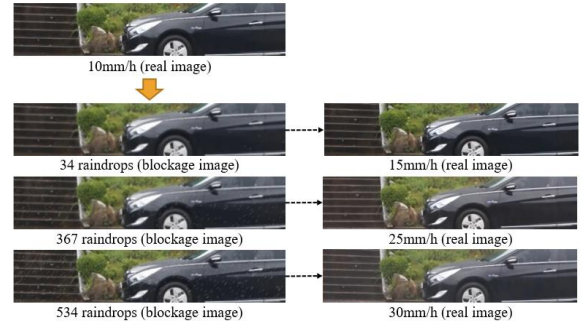 10mm/h (real image)
34 raindrops (blockage image)
15mm/h (real image)
367 raindrops (blockage image)
25mm/h (real image)
534 raindrops (blockage image)
30mm/h (real image)